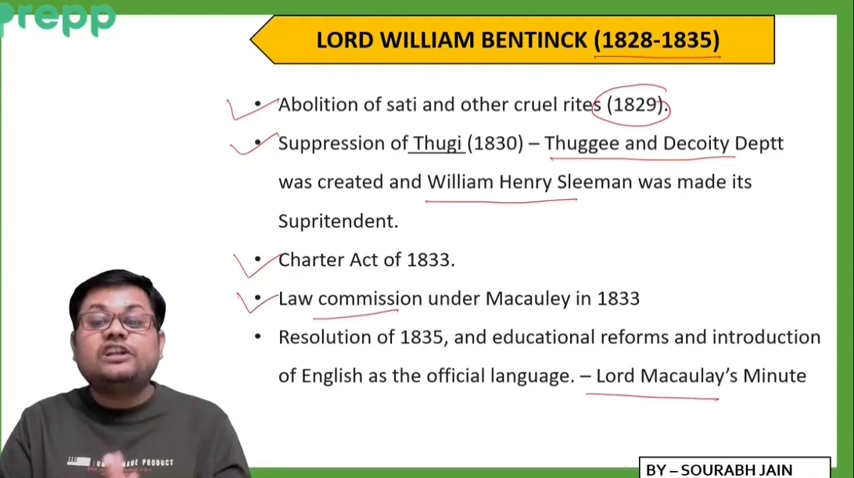 prepp
LORD WILLIAM BENTINCK (1828-1835)
• Abolition of sati and other cruel rites (1829).
• Suppression of Thugi (1830) – Thuggee and Decoity Deptt
was created and William Henry Sleeman was made its
Supritendent.
• Charter Act of 1833.
• Law commission under Macauley in 1833
• Resolution of 1835, and educational reforms and introduction
of English as the official language. – Lord Macaulay's Minute
PRODUCT
BY – SOURABH JAIN